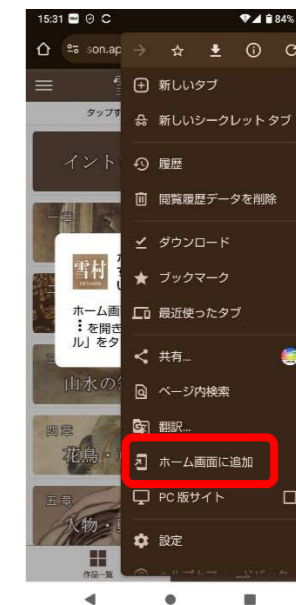 15:31
84%
son.ap
新しいタブ
新しいシークレット タブ
履歴
閲覧履歴データを削除
ダウンロード
ブックマーク
最近使ったタブ
共有...
ページ内検索
翻訳...
ホーム画面に追加
PC 版サイト
設定
タップす
イント
一章
雪村
ホーム画
を開き
ル」をタ
山水の
四章
花鳥・
五章
人物・
作品一覧